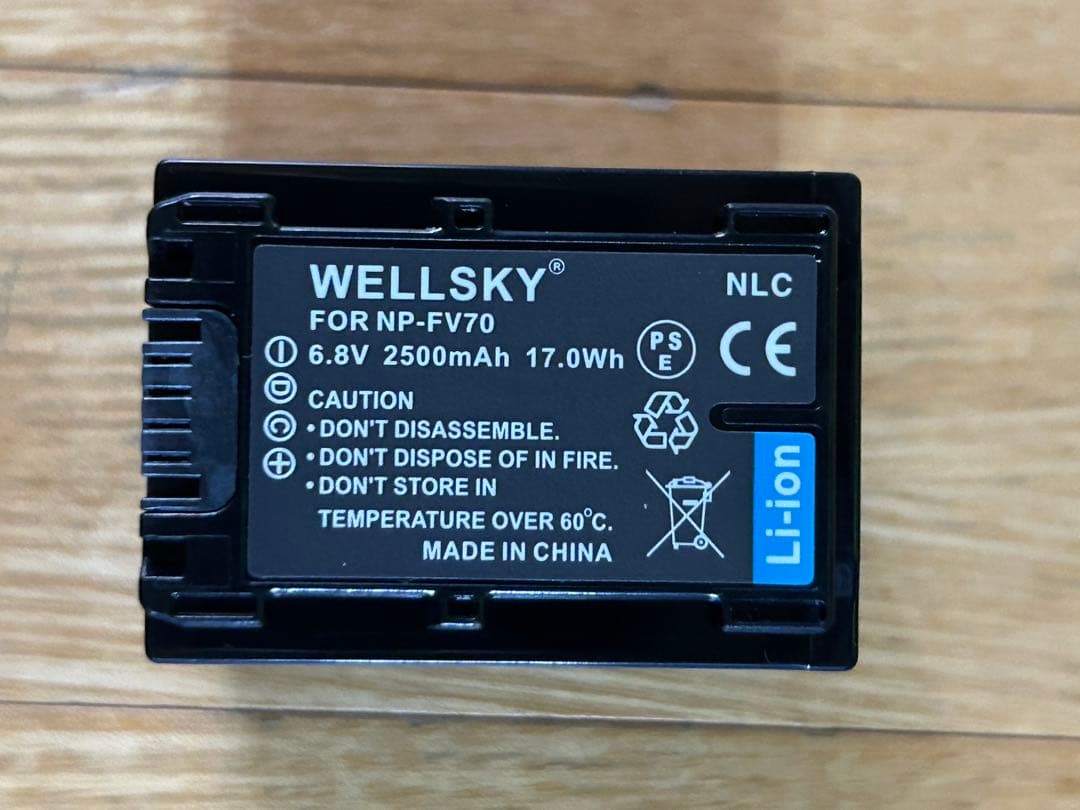 WELLSKY®
NLC
FOR NP-FV70
6.8V 2500mAh 17.0Wh
PS
E
CE
D
C
CAUTION
• DON'T DISASSEMBLE.
• DON'T DISPOSE OF IN FIRE.
• DON'T STORE IN
TEMPERATURE OVER 60°C.
MADE IN CHINA
Li-ion